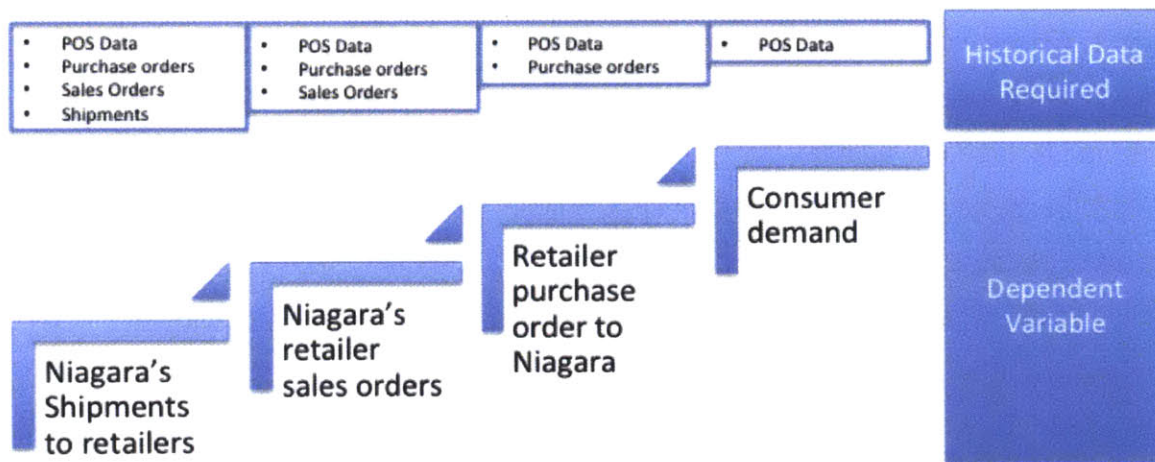 • POS Data
• Purchase orders
• Sales Orders
• Shipments
• POS Data
• Purchase orders
• Sales Orders
• POS Data
• Purchase orders
• POS Data
Historical Data
Required
Niagara's
Shipments
to retailers
Niagara's
retailer
sales orders
Retailer
purchase
order to
Niagara
Consumer
demand
Dependent
Variable